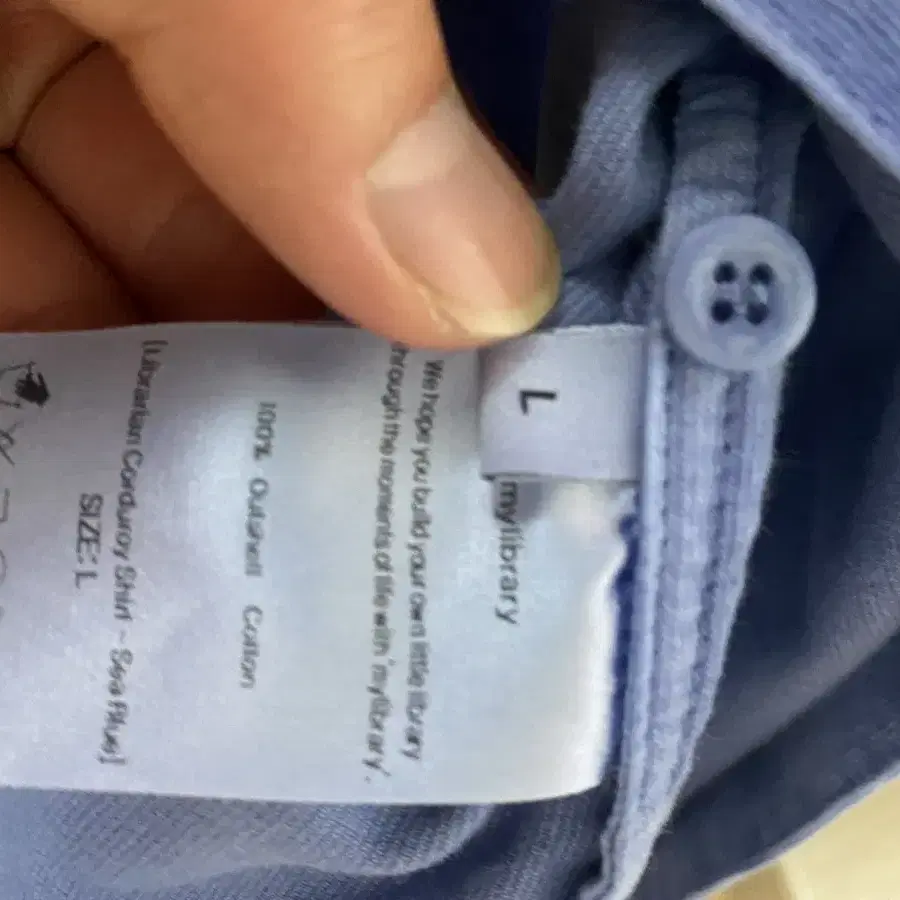 L
mylibrary
We hope you build your own little library
through the moments of life with 'mylibrary'.
100% Outshell Cotton
[Librarian Corduroy Shirt - Sea Blue]
SIZE: L